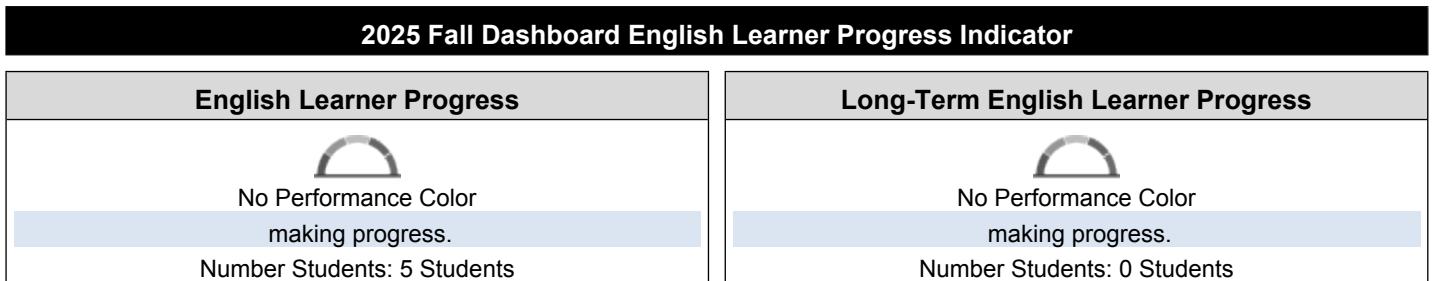 2025 Fall Dashboard English Learner Progress Indicator
English Learner Progress
No Performance Color
making progress.
Number Students: 5 Students
Long-Term English Learner Progress
No Performance Color
making progress.
Number Students: 0 Students